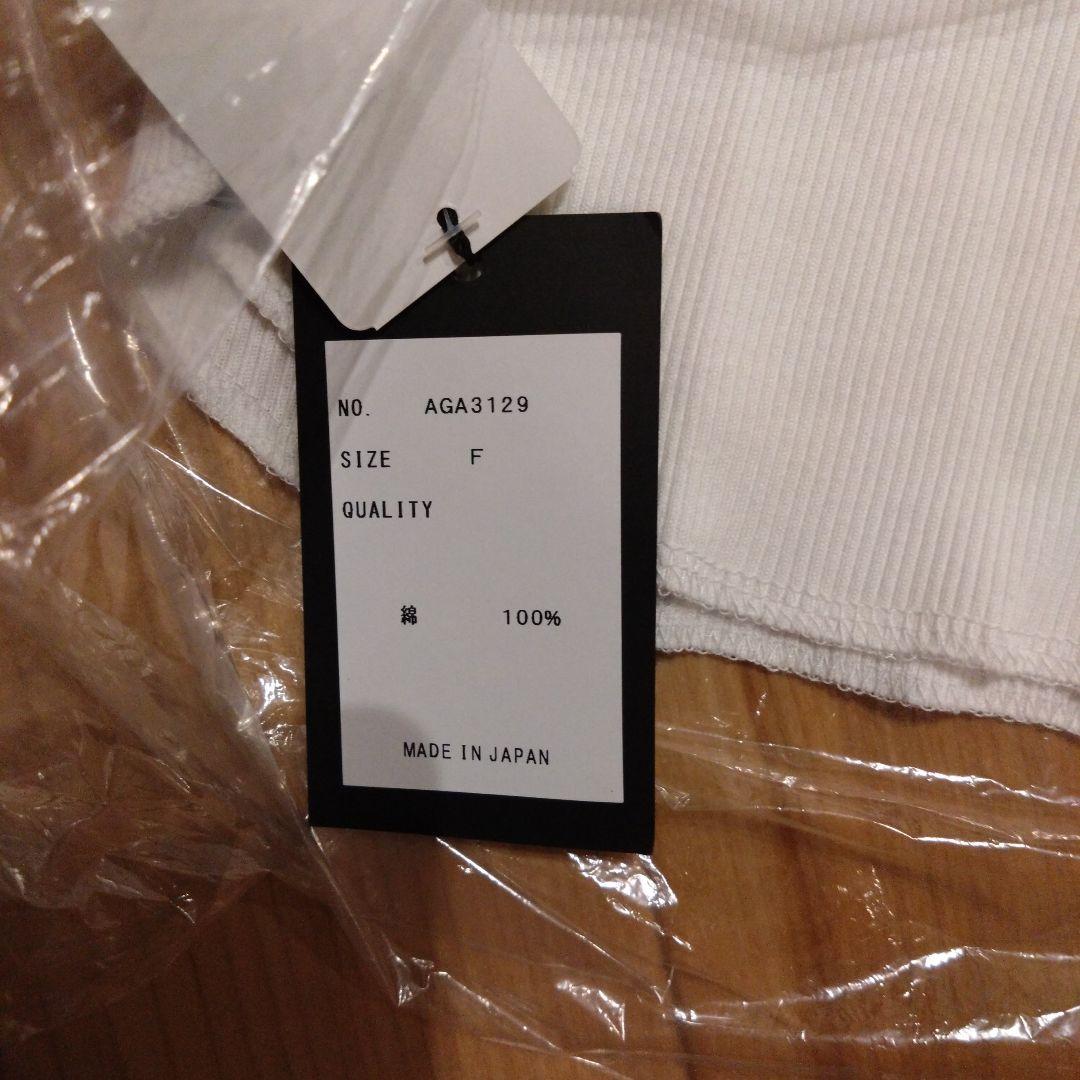 NO. AGA3129
SIZE F
QUALITY
綿 100%
MADE IN JAPAN